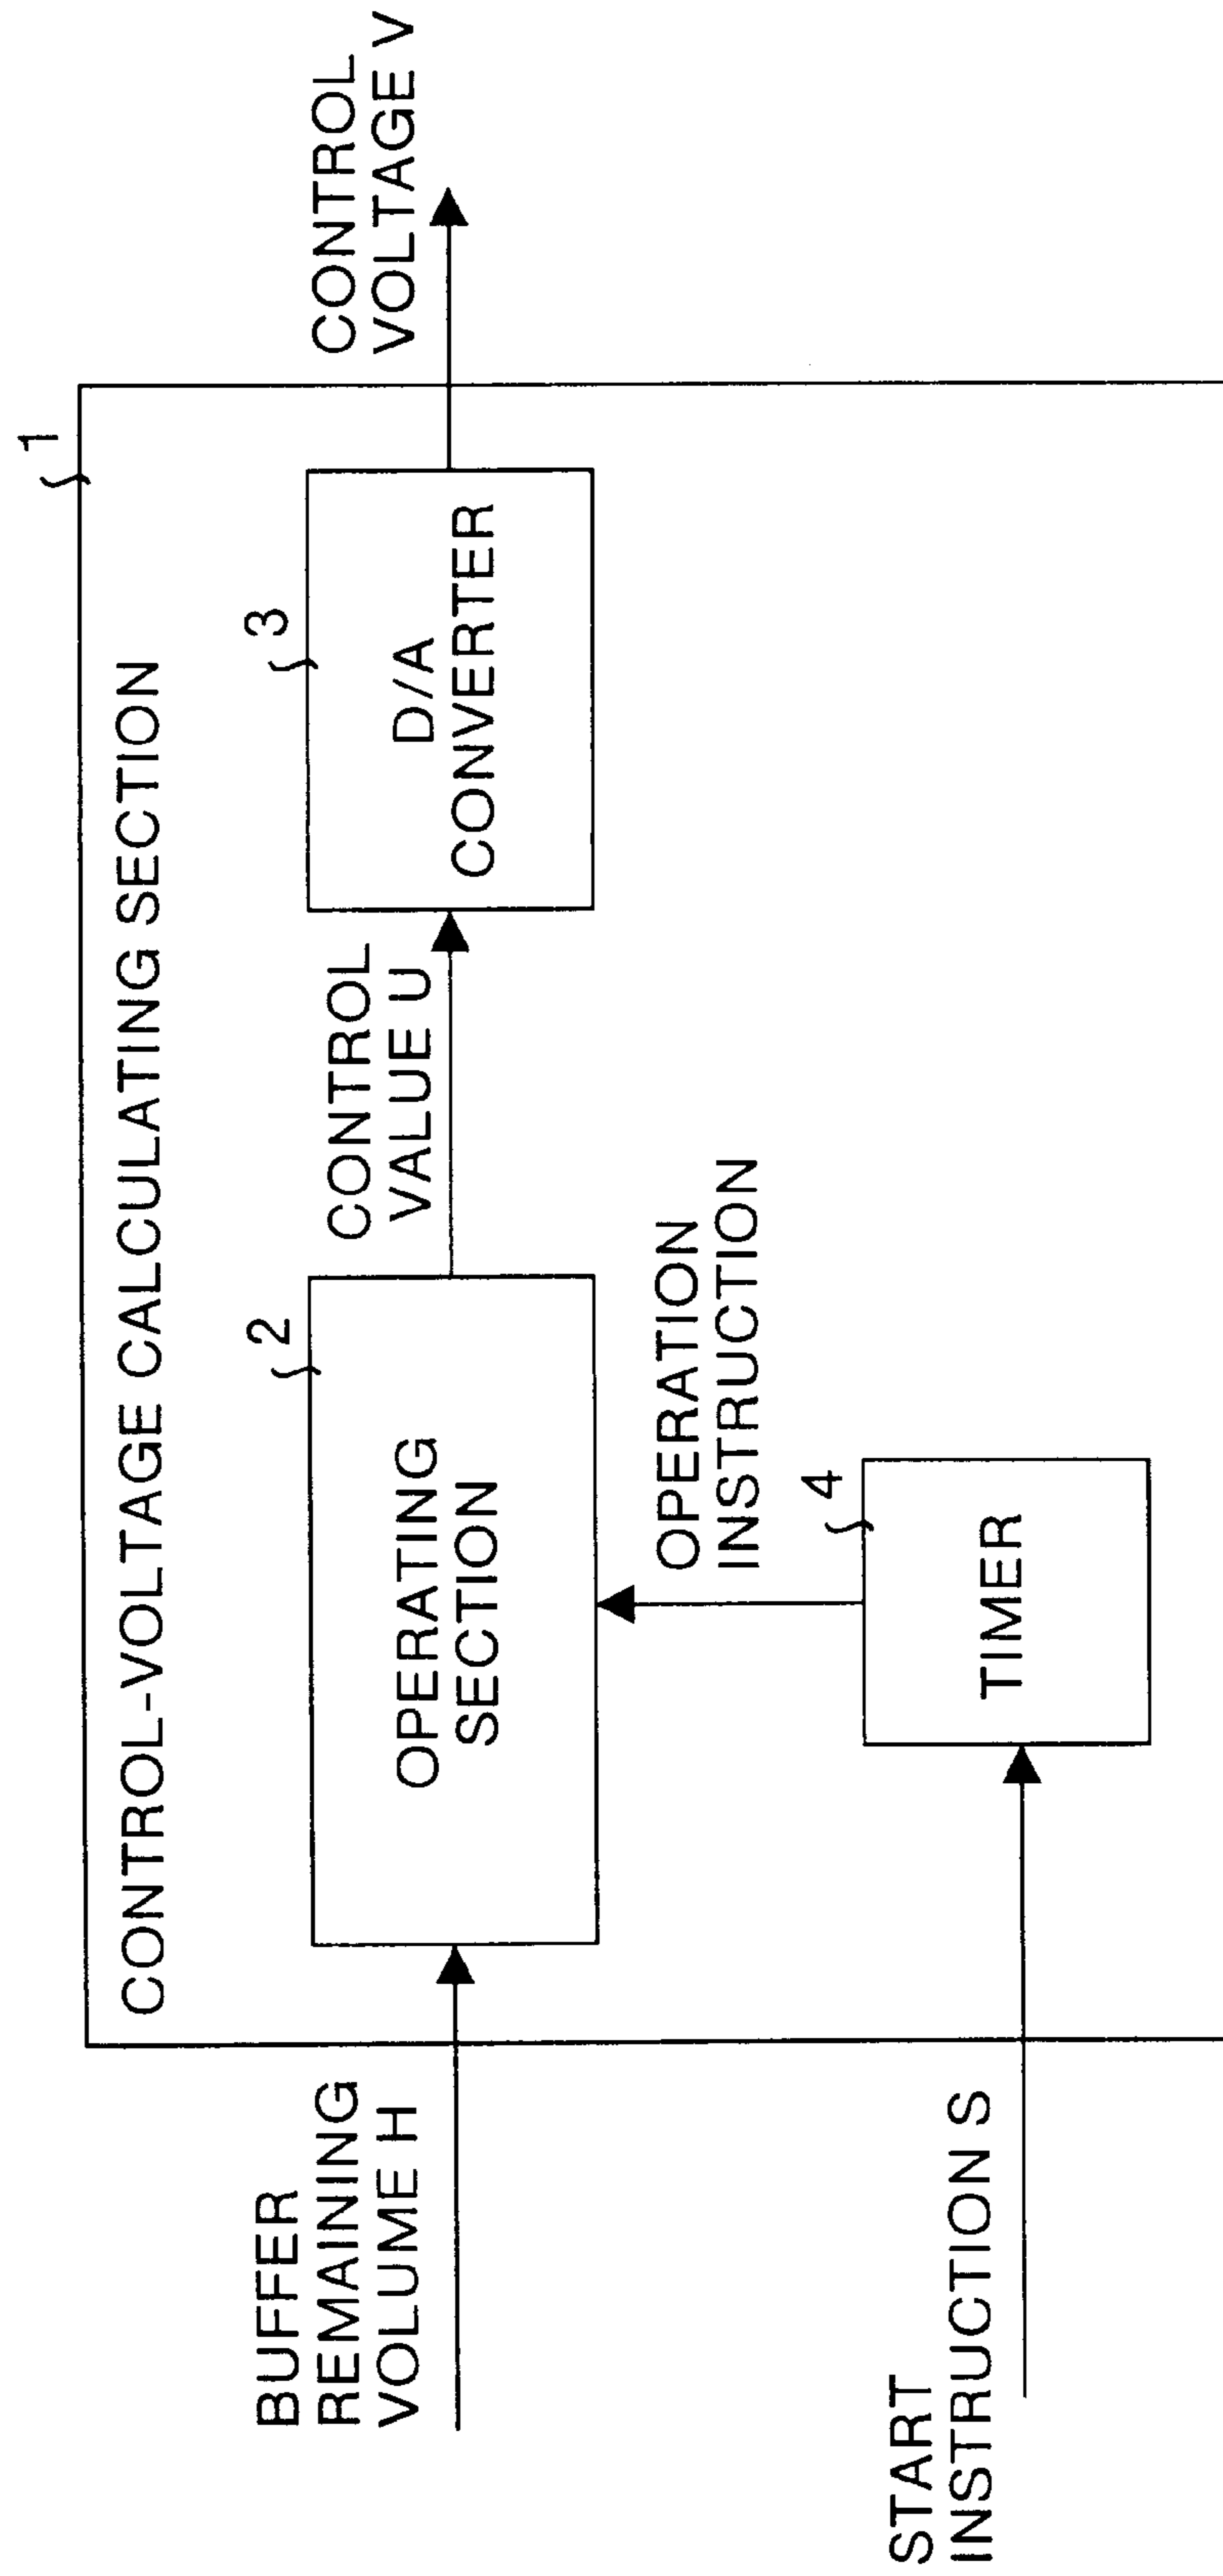 1
CONTROL-VOLTAGE CALCULATING SECTION
BUFFER
REMAINING
VOLUME H
2
OPERATING
SECTION
CONTROL
VALUE U
3
D/A
CONVERTER
CONTROL
VOLTAGE V
OPERATION
INSTRUCTION
START
INSTRUCTION S
4
TIMER